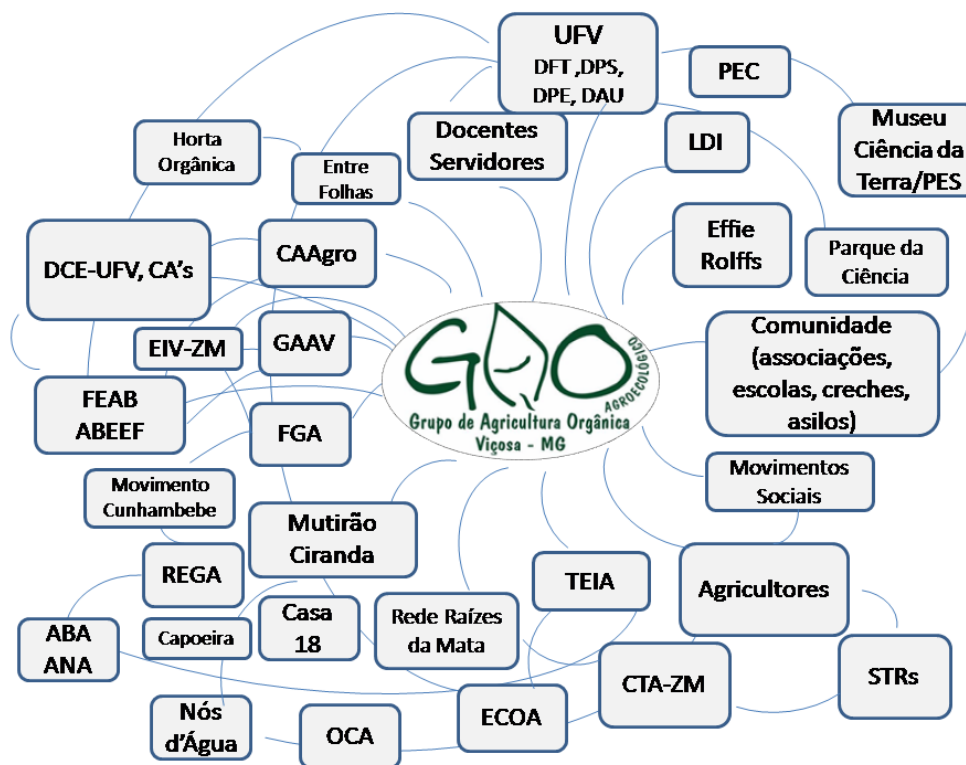 UFV
DFT ,DPS,
DPE, DAU
PEC
Museu
Ciência da
Terra/PES
Horta
Orgânica
Docentes
Servidores
LDI
Entre
Folhas
Effie
Rolffs
Parque da
Ciência
DCE-UFV, CA’s
CAAgro
EIV-ZM
GAAV
GAO
AGROECOLÓGICO
Grupo de Agricultura Orgânica
Viçosa - MG
Comunidade
(associações,
escolas, creches,
asilos)
FEAB
ABEEF
FGA
Movimento
Cunhambebe
Movimentos
Sociais
Mutirão
Ciranda
REGA
TEIA
Agricultores
ABA
ANA
Capoeira
Casa
18
Rede Raízes
da Mata
CTA-ZM
STRs
Nós
d’Água
OCA
ECOA